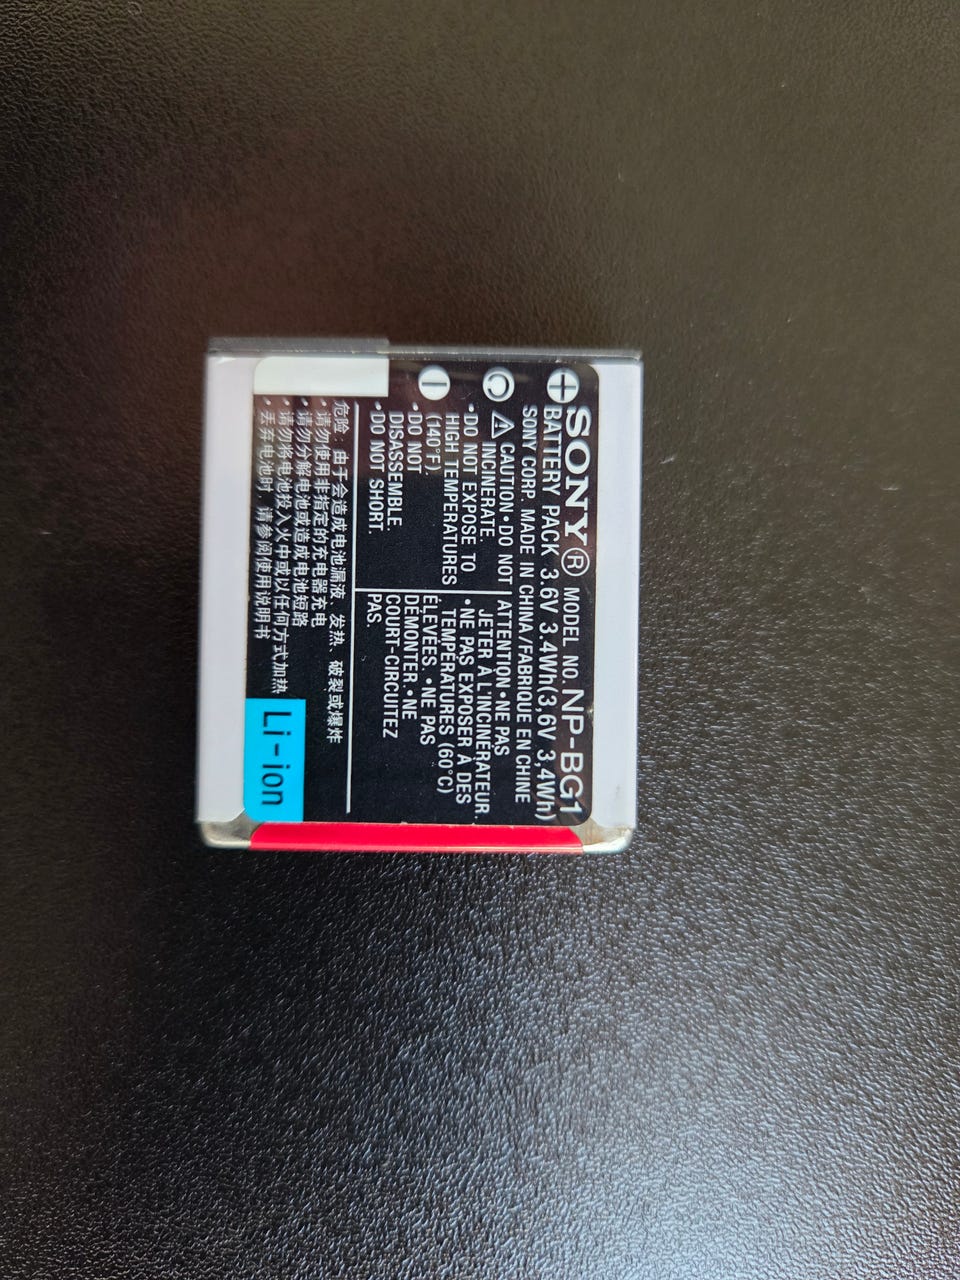 SONY® MODEL NO. NP-BG1
BATTERY PACK 3.6V 3.4Wh(3.6V 3.4Wh)
SONY CORP. MADE IN CHINA/FABRIQUE EN CHINE
⚠ CAUTION•DO NOT
INCINERATE.
•DO NOT EXPOSE TO
HIGH TEMPERATURES
(140°F).
•DO NOT
DISASSEMBLE.
•DO NOT SHORT.
ATTENTION•NE PAS
JETER À L'INCINÉRATEUR.
•NE PAS EXPOSER À DES
TEMPÉRATURES (60°C)
ÉLEVÉES.•NE PAS
DÉMONTER.•NE
COURT-CIRCUITEZ
PAS.
危险：由于会造成电池漏液、发热、破裂或爆炸
•请勿使用非指定的充电器充电
•请勿分解电池或造成电池短路
•请勿将电池投入火中或以任何方式加热
•丢弃电池时，请参阅使用说明书
Li-ion